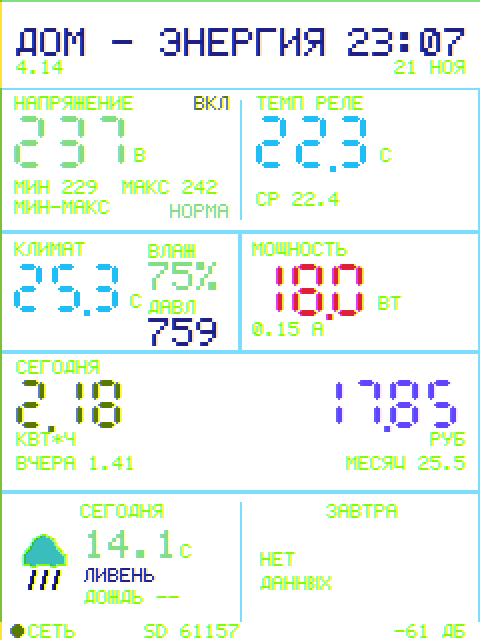 ДОМ - ЭНЕРГИЯ 23:07
4.14 21 НОЯ
НАПРЯЖЕНИЕ ВКЛ
237 В
МИН 229 МАКС 242
МИН-МАКС НОРМА
ТЕМП РЕЛЕ
22.3 С
СР 22.4
КЛИМАТ
25.3 С
ВЛАЖ
75%
ДАВЛ
759
МОЩНОСТЬ
18.0 ВТ
0.15 А
СЕГОДНЯ
2.18 17.85
КВТ*Ч РУБ
ВЧЕРА 1.41 МЕСЯЦ 25.5
СЕГОДНЯ
14.1 С
ЛИВЕНЬ
ДОЖДЬ --
ЗАВТРА
НЕТ
ДАННЫХ
СЕТЬ SD 61157 -61 ДБ